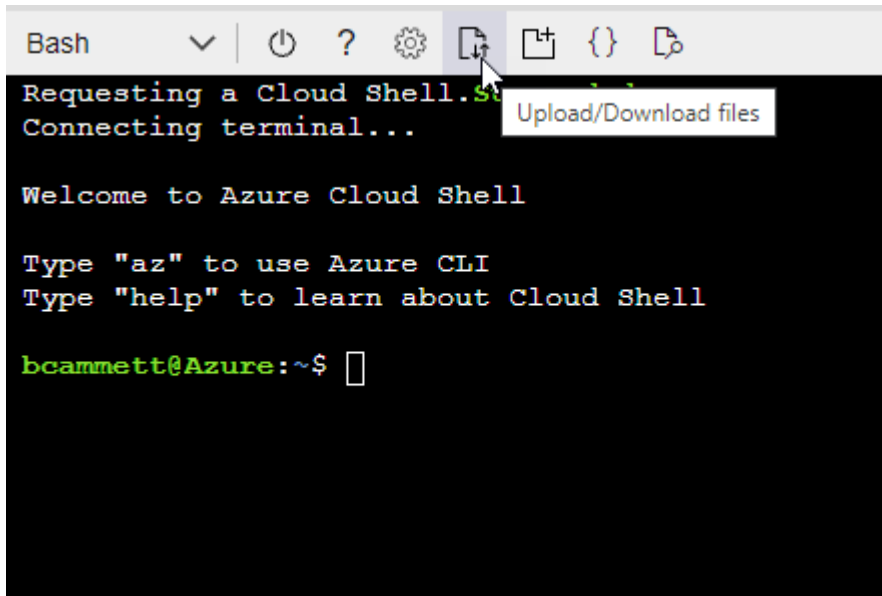 Bash
?
{}
Requesting a Cloud Shell.
Upload/Download files
Connecting terminal...
Welcome to Azure Cloud Shell
Type "az" to use Azure CLI
Type "help" to learn about Cloud Shell
bcammett@Azure:~$